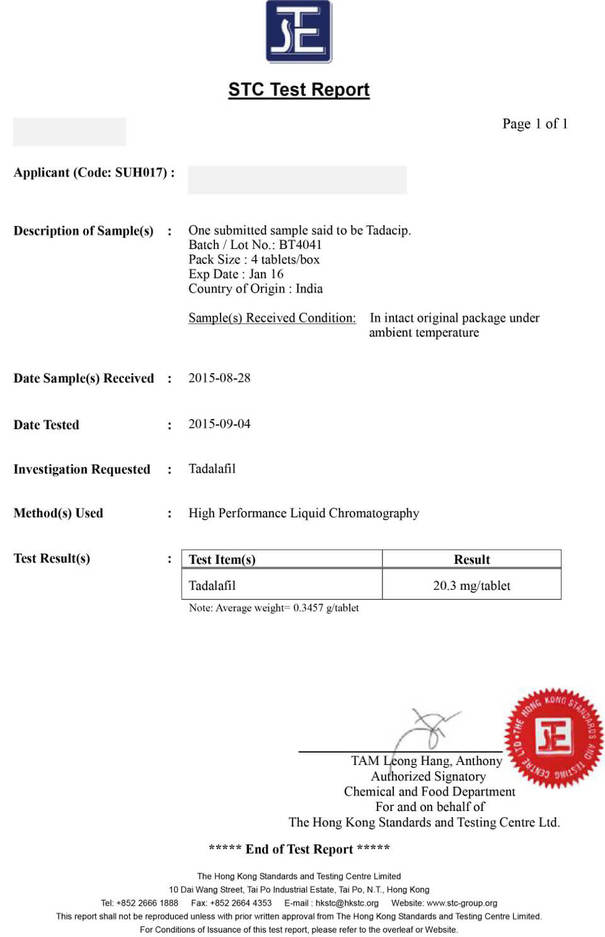 STC
STC Test Report
Page 1 of 1
Applicant (Code: SUH017) :
Description of Sample(s) : One submitted sample said to be Tadacip.
Batch / Lot No.: BT4041
Pack Size : 4 tablets/box
Exp Date : Jan 16
Country of Origin : India
Sample(s) Received Condition: In intact original package under
ambient temperature
Date Sample(s) Received : 2015-08-28
Date Tested : 2015-09-04
Investigation Requested : Tadalafil
Method(s) Used : High Performance Liquid Chromatography
Test Result(s) : Test Item(s) Result
Tadalafil 20.3 mg/tablet
Note: Average weight= 0.3457 g/tablet
THE HONG KONG STANDARDS AND TESTING CENTRE LTD
TAM Leong Hang, Anthony
Authorized Signatory
Chemical and Food Department
For and on behalf of
The Hong Kong Standards and Testing Centre Ltd.
***** End of Test Report *****
The Hong Kong Standards and Testing Centre Limited
10 Dai Wang Street, Tai Po Industrial Estate, Tai Po, N.T., Hong Kong
Tel: +852 2666 1888 Fax: +852 2664 4353 E-mail : hkstc@hkstc.org Website: www.stc-group.org
This report shall not be reproduced unless with prior written approval from The Hong Kong Standards and Testing Centre Limited.
For Conditions of Issuance of this test report, please refer to the overleaf or Website.